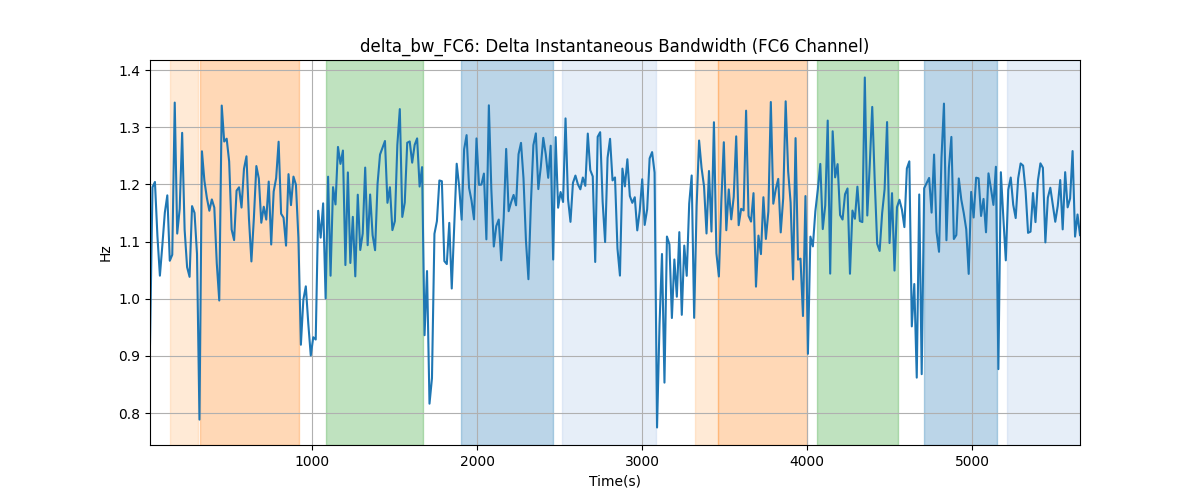 delta_bw_FC6: Delta Instantaneous Bandwidth (FC6 Channel)
1.4
1.3
1.2
1.1
1.0
0.9
0.8
Hz
1000 2000 3000 4000 5000
Time(s)